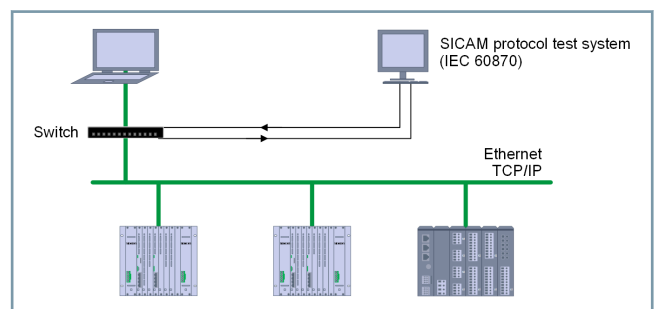 SICAM protocol test system
(IEC 60870)
Switch
Ethernet
TCP/IP